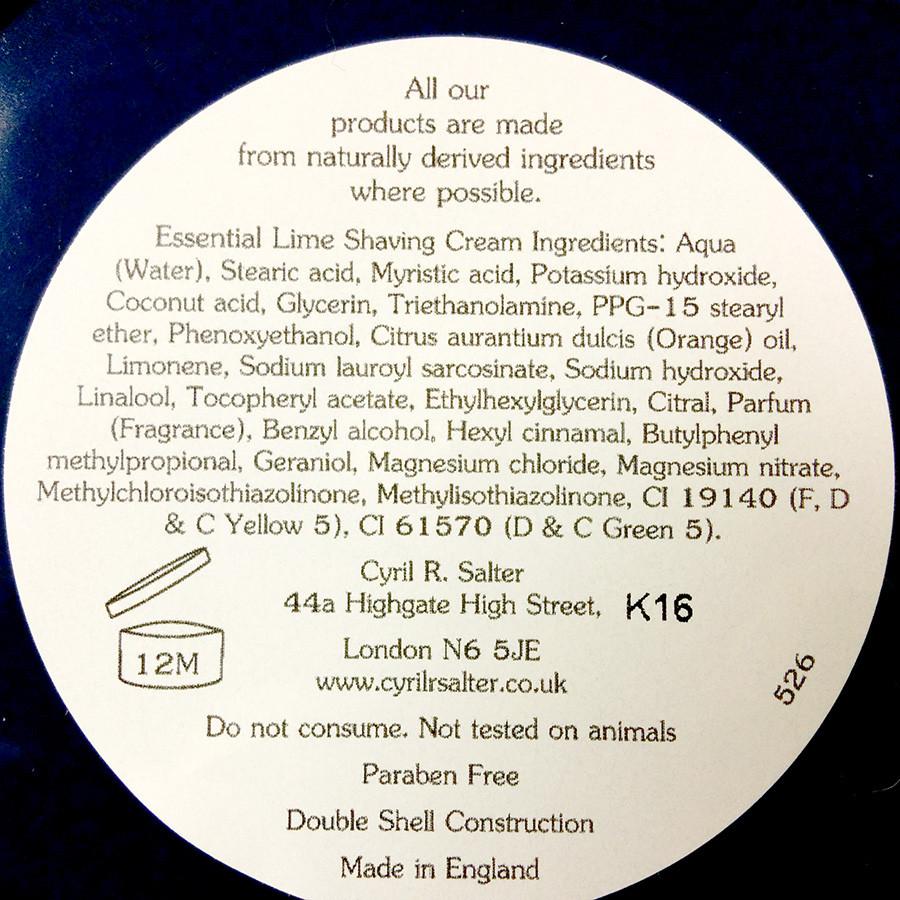 All our
products are made
from naturally derived ingredients
where possible.
Essential Lime Shaving Cream Ingredients: Aqua
(Water), Stearic acid, Myristic acid, Potassium hydroxide,
Coconut acid, Glycerin, Triethanolamine, PPG-15 stearyl
ether, Phenoxyethanol, Citrus aurantium dulcis (Orange) oil,
Limonene, Sodium lauroyl sarcosinate, Sodium hydroxide,
Linalool, Tocopheryl acetate, Ethylhexylglycerin, Citral, Parfum
(Fragrance), Benzyl alcohol, Hexyl cinnamal, Butylphenyl
methylpropional, Geraniol, Magnesium chloride, Magnesium nitrate,
Methylchloroisothiazolinone, Methylisothiazolinone, CI 19140 (F, D
& C Yellow 5), CI 61570 (D & C Green 5).
Cyril R. Salter
44a Highgate High Street, K16
London N6 5JE
12M
www.cyrilrsalter.co.uk
526
Do not consume. Not tested on animals
Paraben Free
Double Shell Construction
Made in England